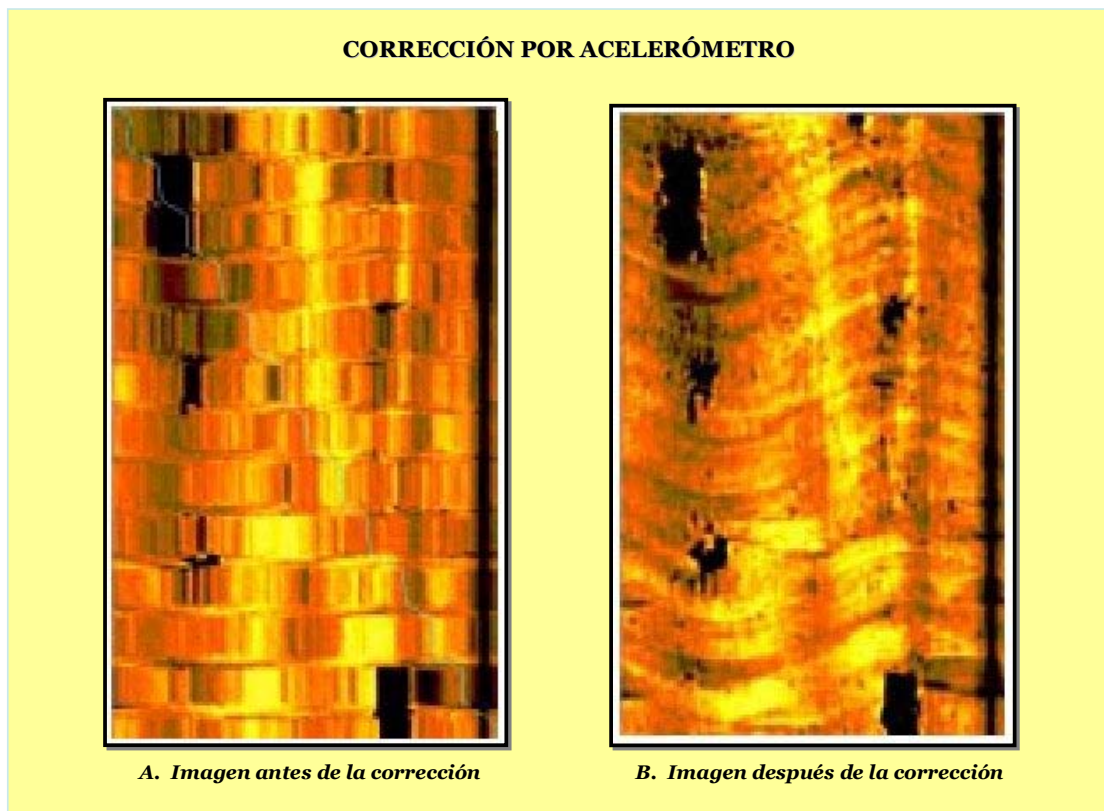 CORRECCIÓN POR ACELERÓMETRO
A. Imagen antes de la corrección
B. Imagen después de la corrección